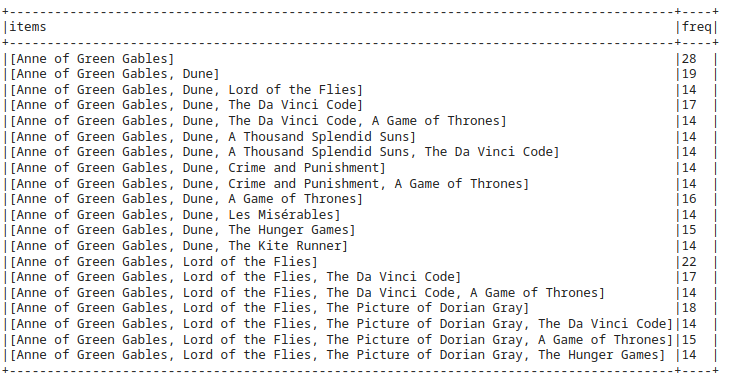 +----------------------------------------------------------------------------------------+----+
|items                                                                                   |freq|
+----------------------------------------------------------------------------------------+----+
|[Anne of Green Gables]                                                                  |28  |
|[Anne of Green Gables, Dune]                                                            |19  |
|[Anne of Green Gables, Dune, Lord of the Flies]                                         |14  |
|[Anne of Green Gables, Dune, The Da Vinci Code]                                         |17  |
|[Anne of Green Gables, Dune, The Da Vinci Code, A Game of Thrones]                      |14  |
|[Anne of Green Gables, Dune, A Thousand Splendid Suns]                                  |14  |
|[Anne of Green Gables, Dune, A Thousand Splendid Suns, The Da Vinci Code]               |14  |
|[Anne of Green Gables, Dune, Crime and Punishment]                                      |14  |
|[Anne of Green Gables, Dune, Crime and Punishment, A Game of Thrones]                   |14  |
|[Anne of Green Gables, Dune, A Game of Thrones]                                         |16  |
|[Anne of Green Gables, Dune, Les Misérables]                                            |14  |
|[Anne of Green Gables, Dune, The Hunger Games]                                          |15  |
|[Anne of Green Gables, Dune, The Kite Runner]                                           |14  |
|[Anne of Green Gables, Lord of the Flies]                                               |22  |
|[Anne of Green Gables, Lord of the Flies, The Da Vinci Code]                            |17  |
|[Anne of Green Gables, Lord of the Flies, The Da Vinci Code, A Game of Thrones]         |14  |
|[Anne of Green Gables, Lord of the Flies, The Picture of Dorian Gray]                   |18  |
|[Anne of Green Gables, Lord of the Flies, The Picture of Dorian Gray, The Da Vinci Code]|14  |
|[Anne of Green Gables, Lord of the Flies, The Picture of Dorian Gray, A Game of Thrones]|15  |
|[Anne of Green Gables, Lord of the Flies, The Picture of Dorian Gray, The Hunger Games] |14  |
+----------------------------------------------------------------------------------------+----+